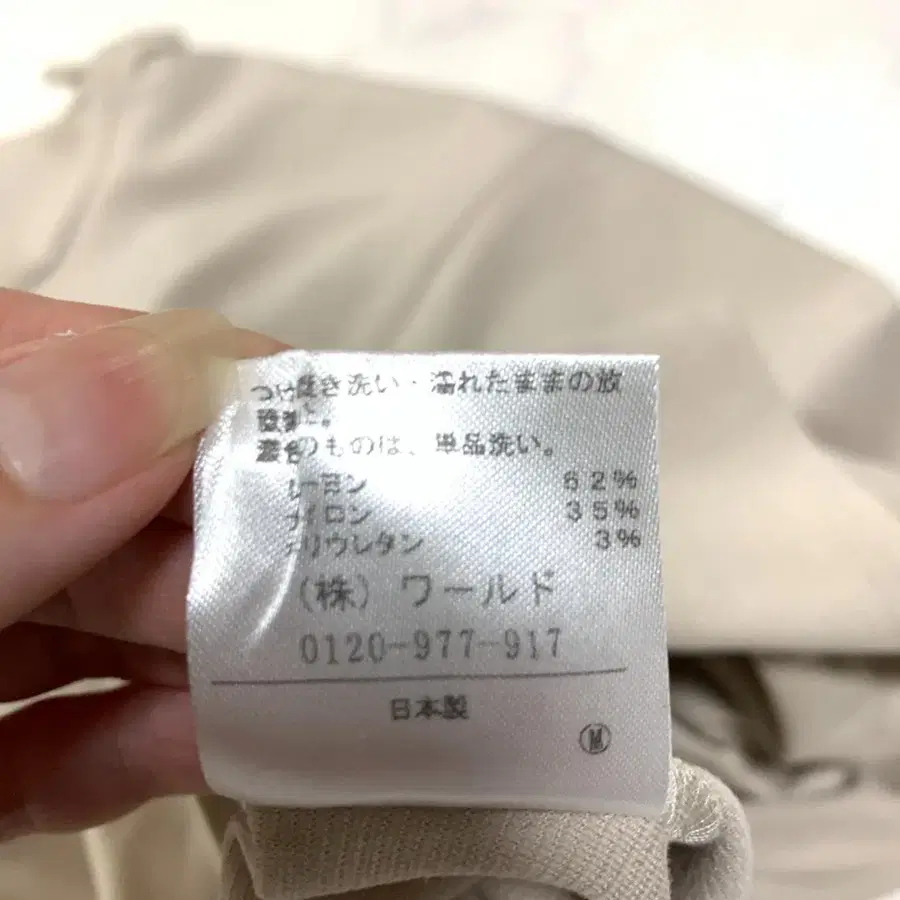 つけ置き洗い・濡れたままの放
置禁止。
濃色のものは、単品洗い。
レーヨン 62%
ナイロン 35%
ポリウレタン 3%
(株) ワールド
0120-977-917
日本製
Ⓜ